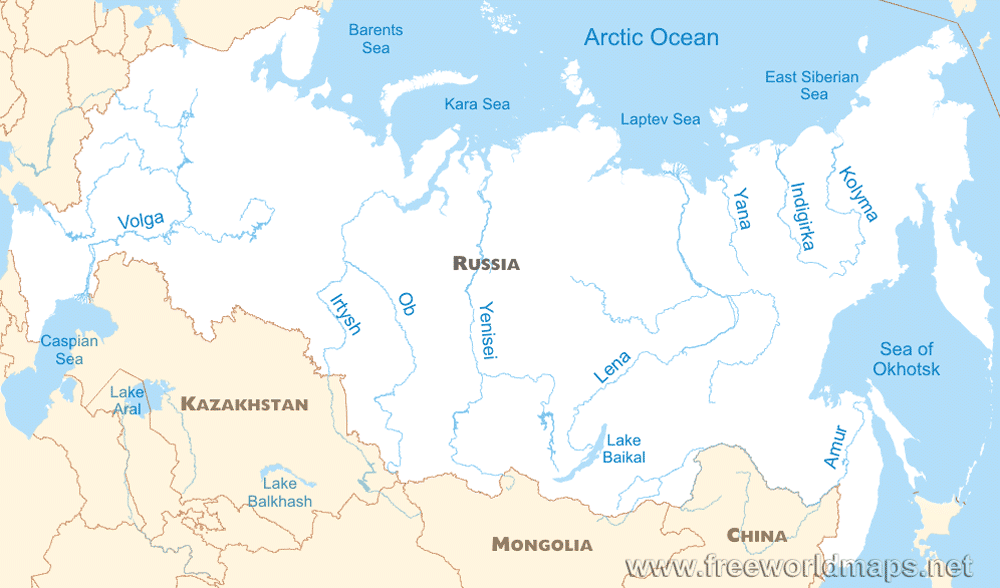 Barents
Sea
Arctic Ocean
East Siberian
Sea
Kara Sea
Laptev Sea
Volga
Yana
Indigirka
Kolyma
RUSSIA
Irtysh
Ob
Yenisei
Lena
Caspian
Sea
Sea of
Okhotsk
Lake
Aral
KAZAKHSTAN
Lake
Baikal
Amur
Lake
Balkhash
MONGOLIA
CHINA
www.freeworldmaps.net